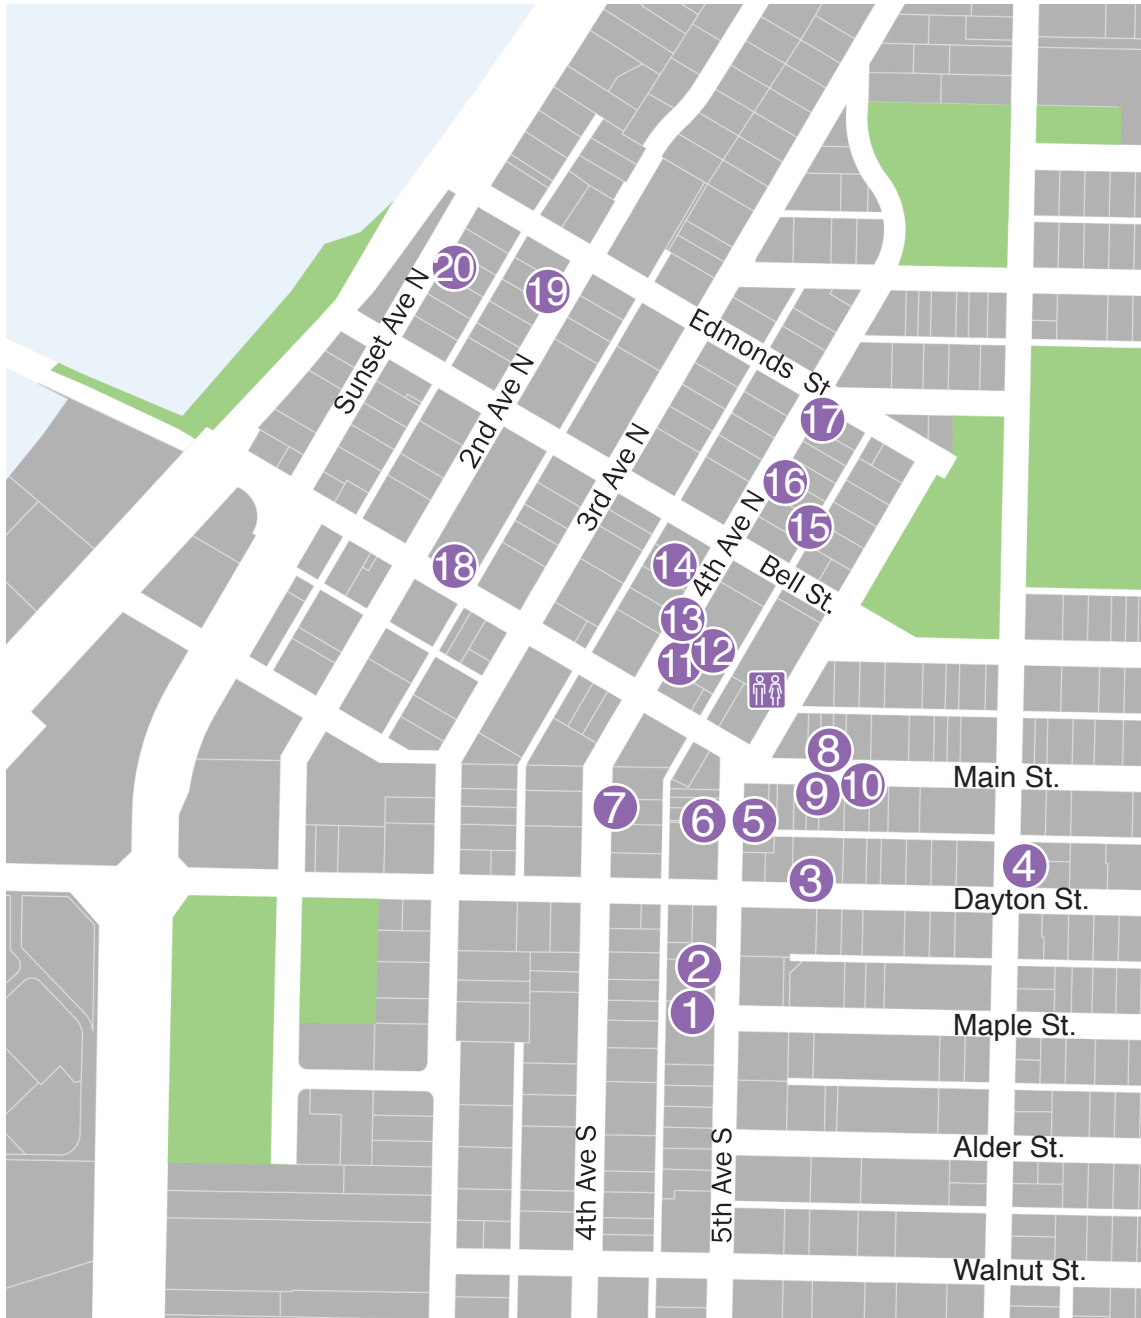 20
19
Sunset Ave N
2nd Ave N
Edmonds St
17
3rd Ave N
16
15
4th Ave N
14
18
Bell St.
13
12
11
8
Main St.
10
9
7
6
5
4
3
Dayton St.
2
1
Maple St.
4th Ave S
5th Ave S
Alder St.
Walnut St.